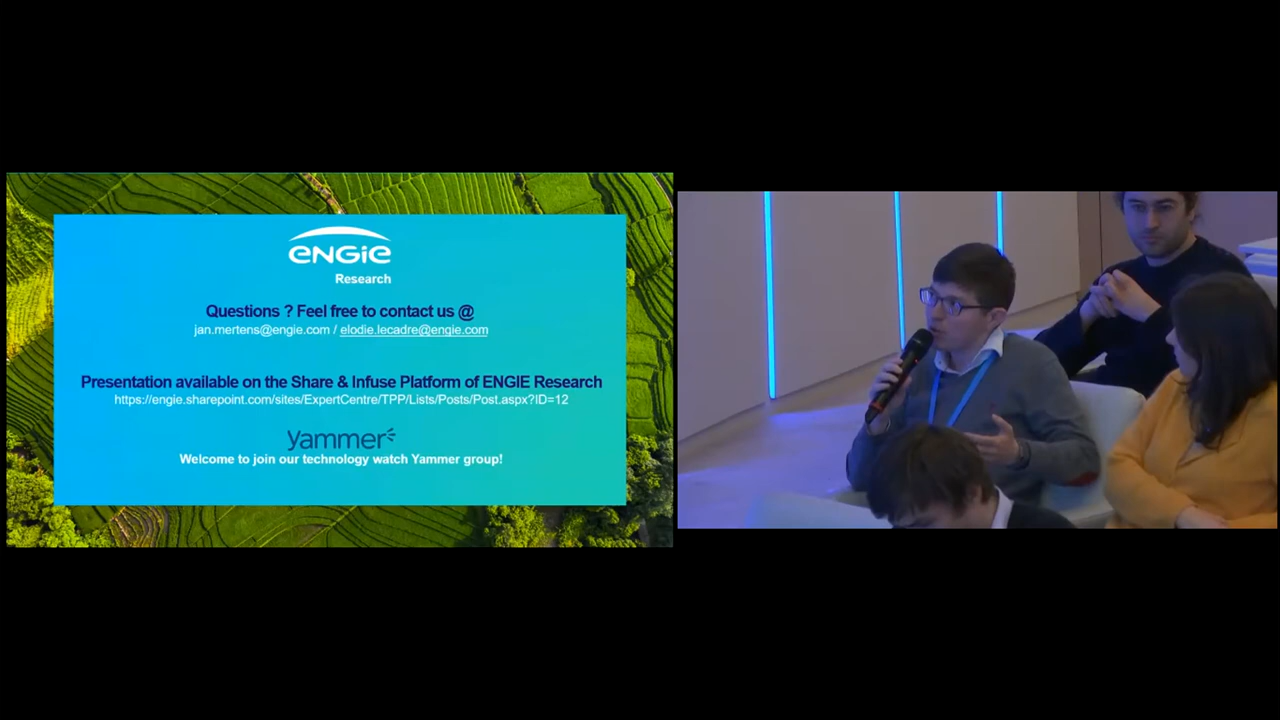 ENGIE
Research
Questions ? Feel free to contact us @
jan.mertens@engie.com / elodie.lecadre@engie.com
Presentation available on the Share & Infuse Platform of ENGIE Research
https://engie.sharepoint.com/sites/ExpertCentre/TPP/Lists/Posts/Post.aspx?ID=12
yammer
Welcome to join our technology watch Yammer group!